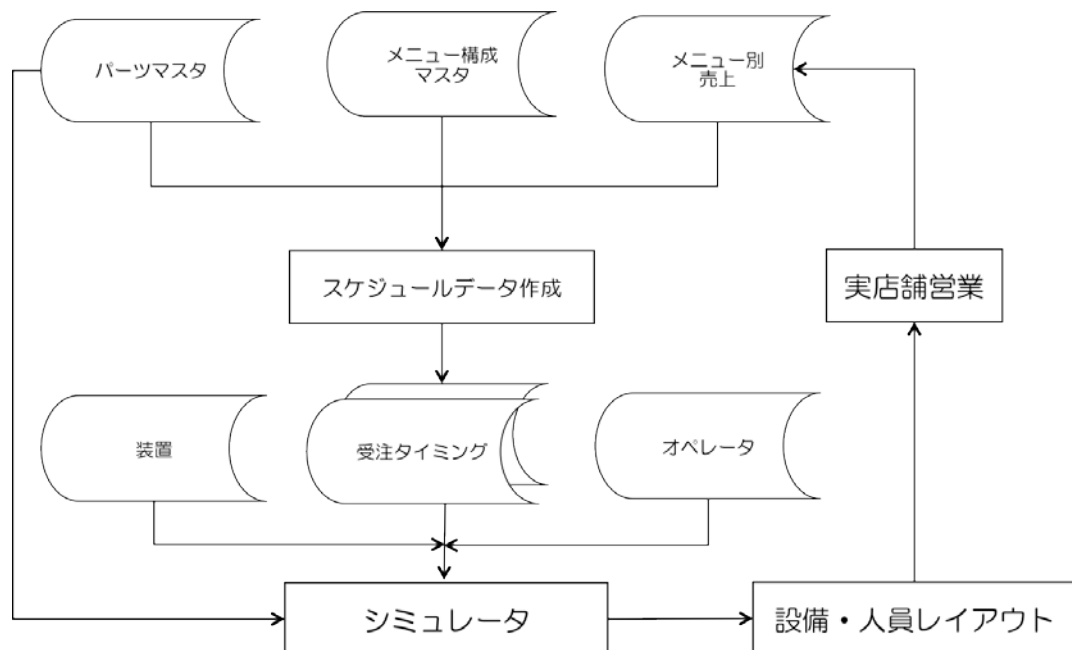 パーツマスタ
メニュー構成
マスタ
メニュー別
売上
スケジュールデータ作成
実店舗営業
装置
受注タイミング
オペレータ
シミュレータ
設備・人員レイアウト